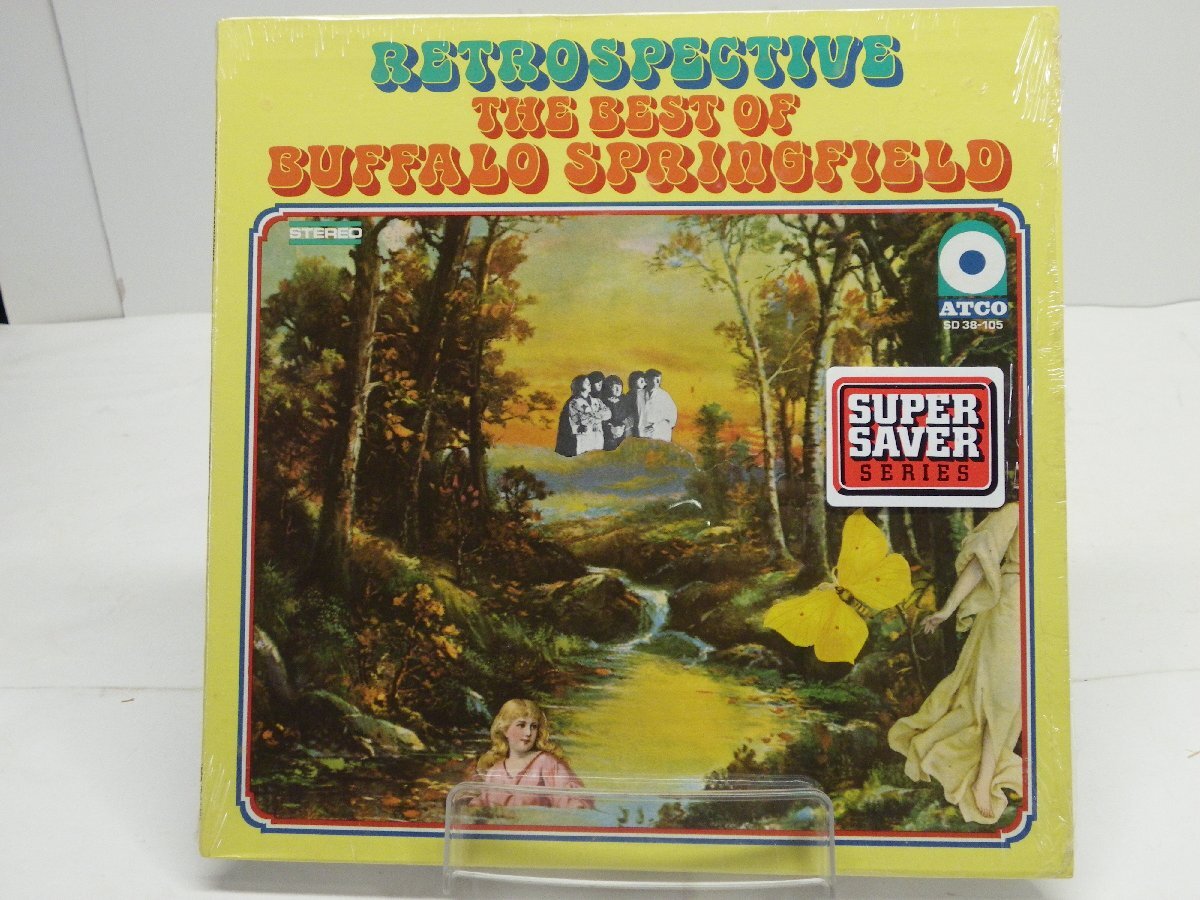 RETROSPECTIVE
THE BEST OF
BUFFALO SPRINGFIELD
STEREO
ATCO
SD 38-105
SUPER
SAVER
SERIES